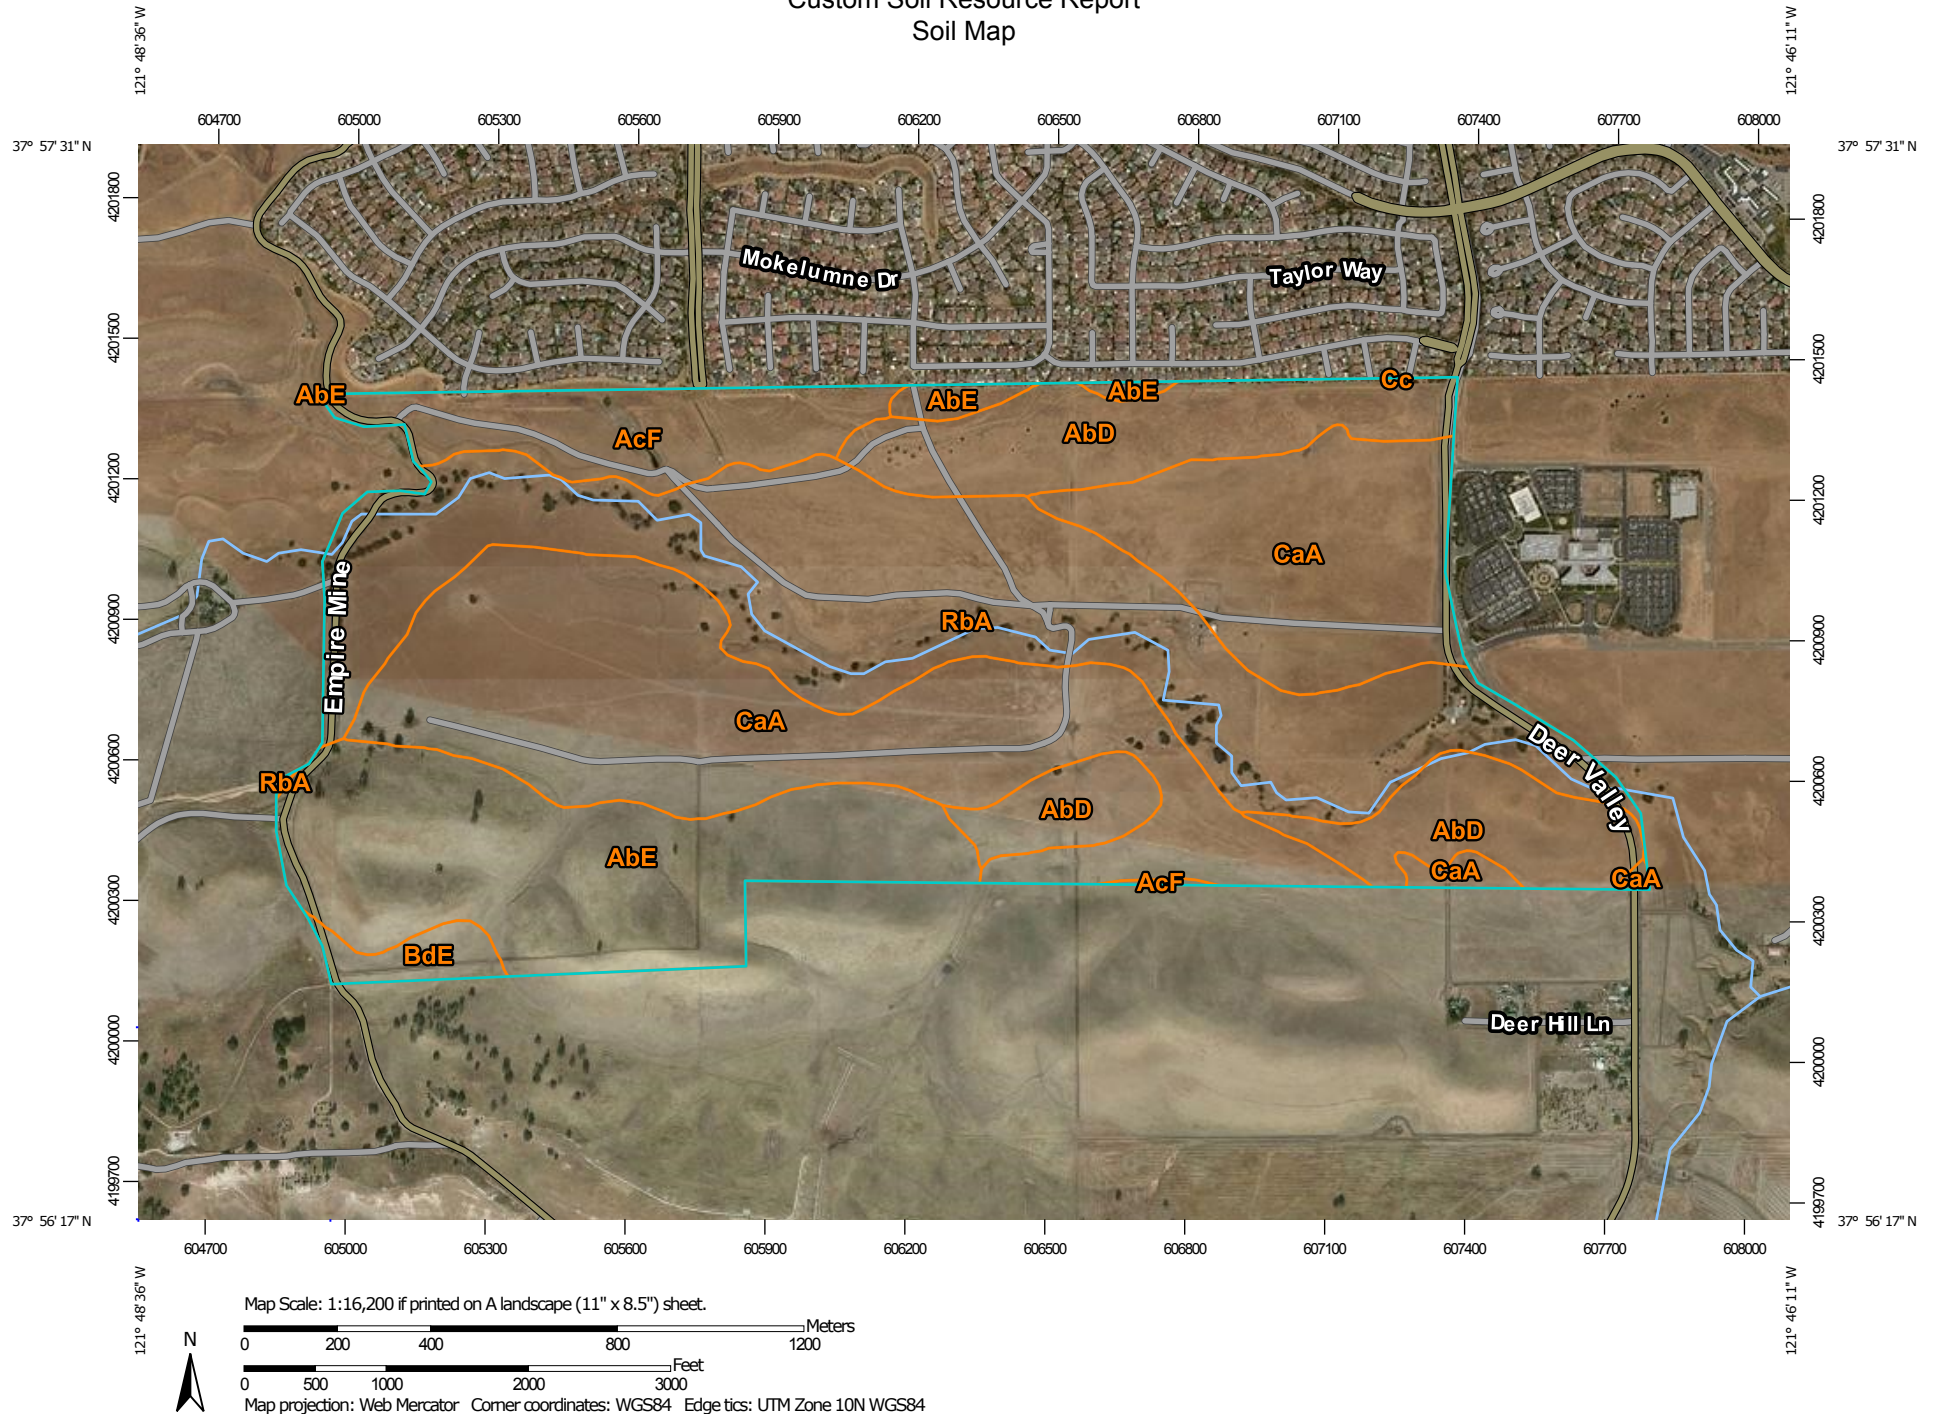 Custom Soil Resource Report
Soil Map
121° 48' 36" W
121° 46' 11" W
604700 605000 605300 605600 605900 606200 606500 606800 607100 607400 607700 608000
37° 57' 31" N
37° 57' 31" N
4201800
4201800
Mokelumne Dr
Taylor Way
4201500
4201500
AbE
AbE
AbE
Cc
AcF
AbD
4201200
4201200
CaA
Empire Mine
RbA
4200900
4200900
CaA
Deer Valley
4200600
4200600
RbA
AbD
AbD
AbE
CaA
AcF
CaA
4200300
4200300
BdE
Deer Hill Ln
4200000
4200000
4199700
4199700
37° 56' 17" N
37° 56' 17" N
604700 605000 605300 605600 605900 606200 606500 606800 607100 607400 607700 608000
121° 48' 36" W
121° 46' 11" W
Map Scale: 1:16,200 if printed on A landscape (11" x 8.5") sheet.
Meters
0 200 400 800 1200
N
Feet
0 500 1000 2000 3000
Map projection: Web Mercator Corner coordinates: WGS84 Edge tics: UTM Zone 10N WGS84